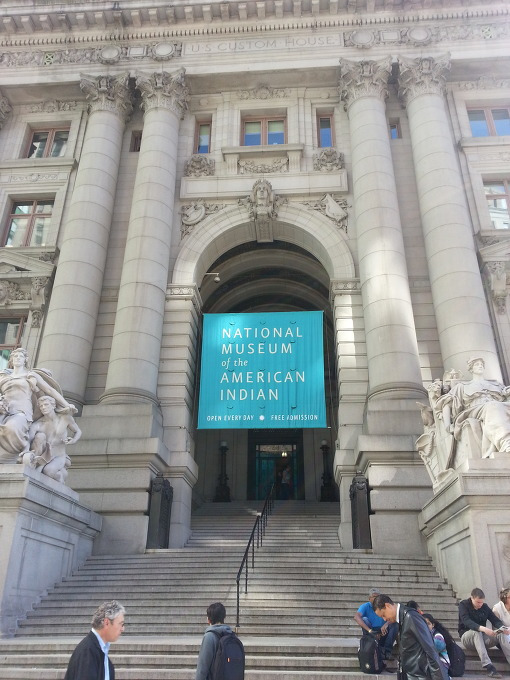 U S CUSTOM HOUSE
NATIONAL
MUSEUM
of the
AMERICAN
INDIAN
OPEN EVERY DAY ● FREE ADMISSION